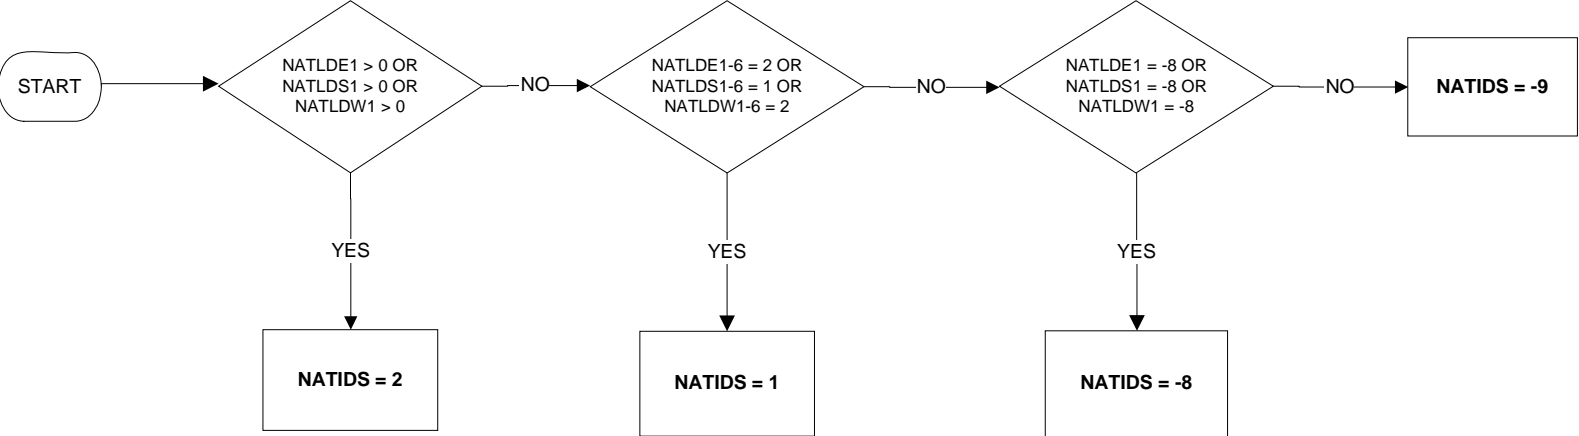 START
NATLDE1 > 0 OR
NATLDS1 > 0 OR
NATLDW1 > 0
NO
NATLDE1-6 = 2 OR
NATLDS1-6 = 1 OR
NATLDW1-6 = 2
NO
NATLDE1 = -8 OR
NATLDS1 = -8 OR
NATLDW1 = -8
NO
NATIDS = -9
YES
YES
YES
NATIDS = 2
NATIDS = 1
NATIDS = -8